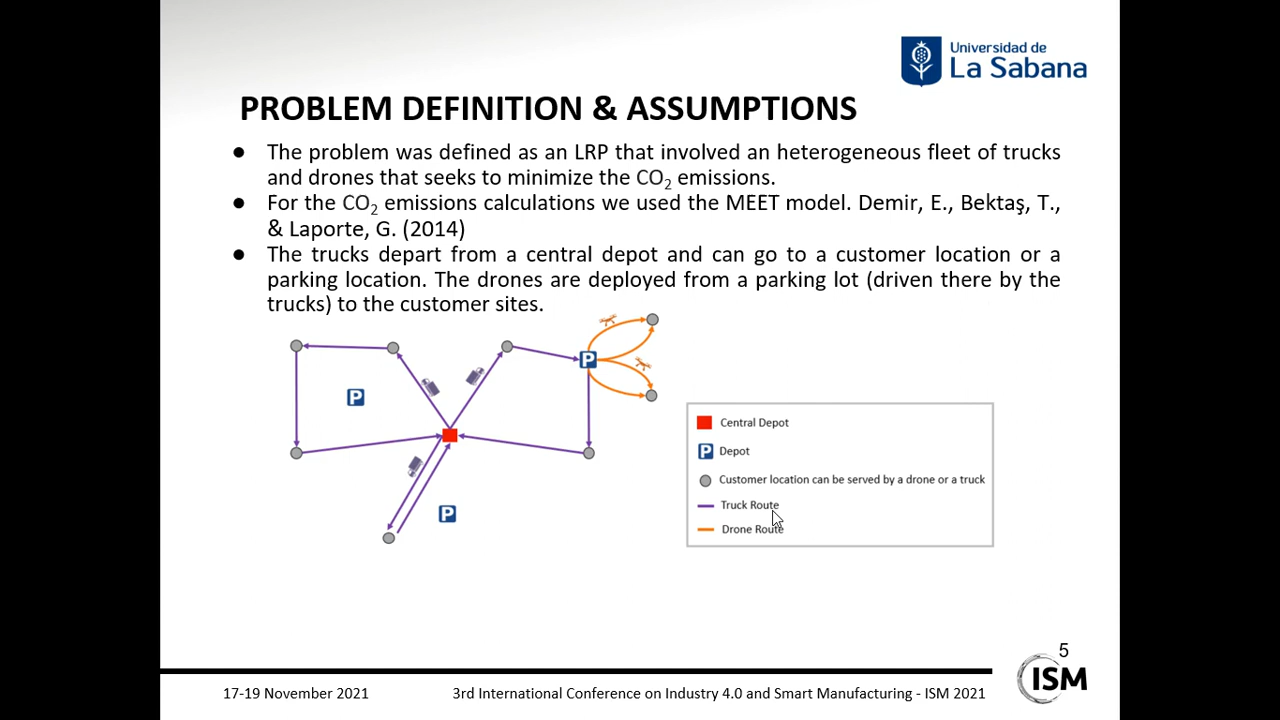 Universidad de
La Sabana
PROBLEM DEFINITION & ASSUMPTIONS
● The problem was defined as an LRP that involved an heterogeneous fleet of trucks
and drones that seeks to minimize the CO2 emissions.
● For the CO2 emissions calculations we used the MEET model. Demir, E., Bektaş, T.,
& Laporte, G. (2014)
● The trucks depart from a central depot and can go to a customer location or a
parking location. The drones are deployed from a parking lot (driven there by the
trucks) to the customer sites.
P
P
P
Central Depot
P Depot
Customer location can be served by a drone or a truck
Truck Route
Drone Route
5
17-19 November 2021
3rd International Conference on Industry 4.0 and Smart Manufacturing - ISM 2021
ISM